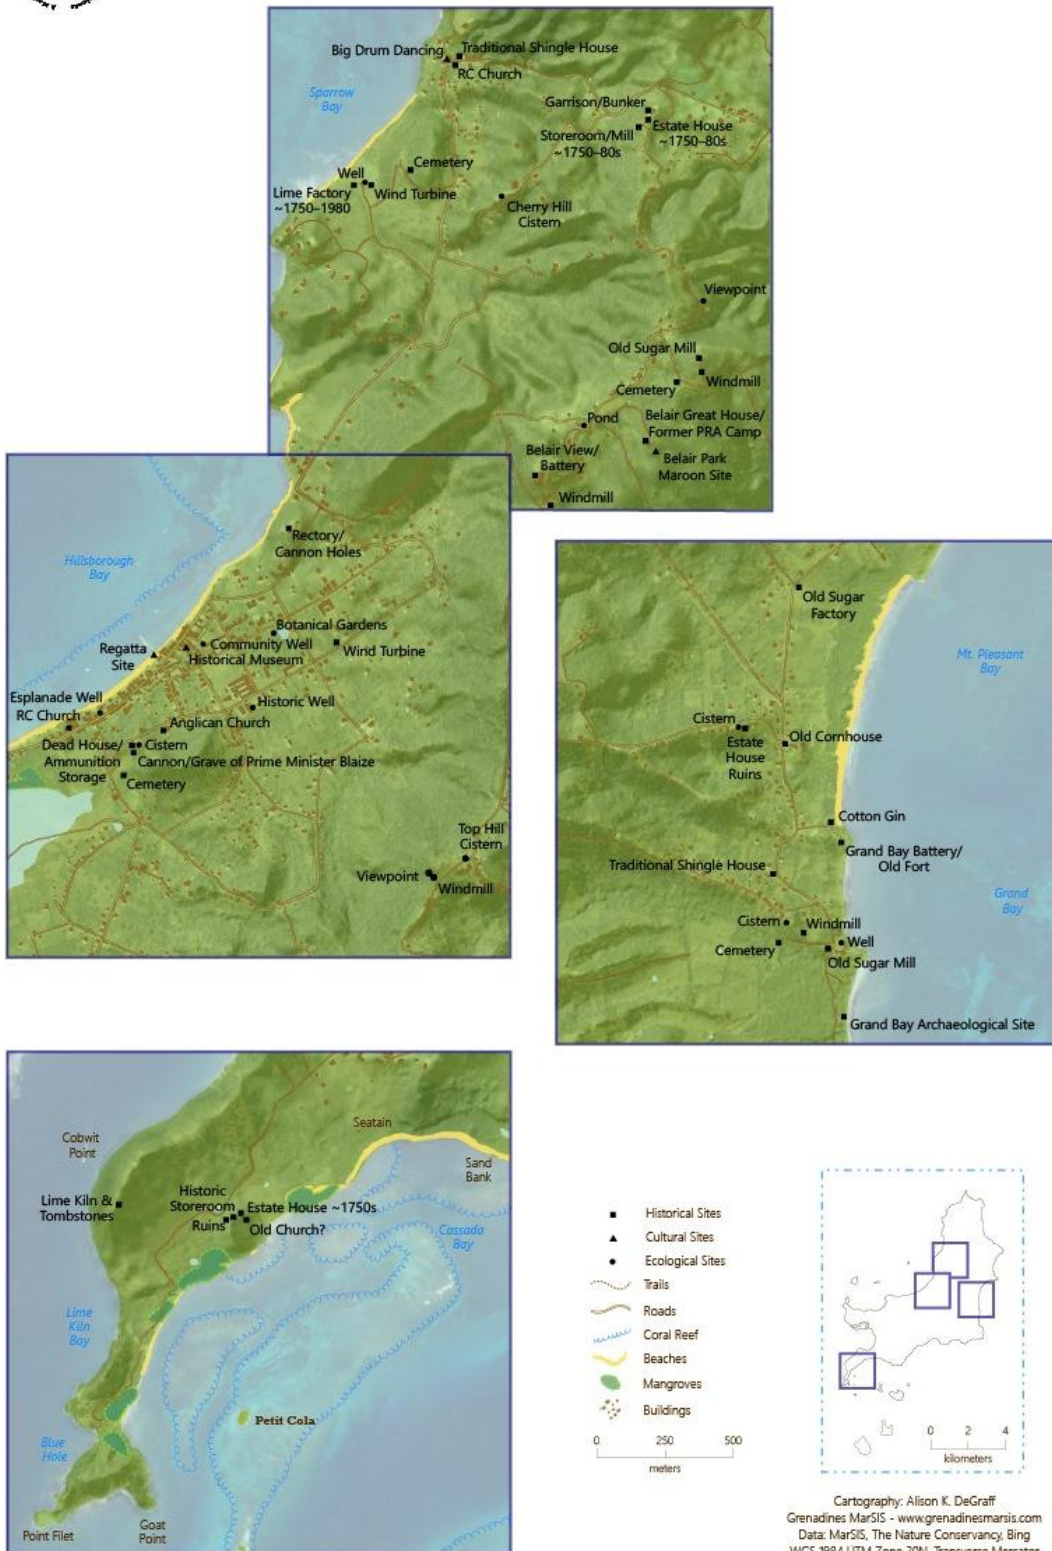 Big Drum Dancing
Traditional Shingle House
RC Church
Sparrow
Bay
Garrison/Bunker
Storeroom/Mill
~1750–80s
Estate House
~1750–80s
Cemetery
Well
Lime Factory
~1750–1980
Wind Turbine
Cherry Hill
Cistern
Viewpoint
Old Sugar Mill
Windmill
Cemetery
Pond
Belair Great House/
Former PRA Camp
Belair View/
Battery
Belair Park
Maroon Site
Windmill
Rectory/
Cannon Holes
Hillsborough
Bay
Botanical Gardens
Regatta
Site
Community Well
Historical Museum
Wind Turbine
Esplanade Well
RC Church
Historic Well
Anglican Church
Dead House/
Ammunition
Storage
Cistern
Cannon/Grave of Prime Minister Blaize
Cemetery
Top Hill
Cistern
Viewpoint
Windmill
Old Sugar
Factory
Mt. Pleasant
Bay
Cistern
Estate
House
Ruins
Old Cornhouse
Cotton Gin
Grand Bay Battery/
Old Fort
Traditional Shingle House
Grand
Bay
Cistern
Windmill
Cemetery
Well
Old Sugar Mill
Grand Bay Archaeological Site
Cobwit
Point
Seatain
Sand
Bank
Lime Kiln &
Tombstones
Historic
Storeroom
Ruins
Estate House ~1750s
Old Church?
Cassada
Bay
Lime
Kiln
Bay
Petit Cola
Blue
Hole
Point Filet
Goat
Point
Historical Sites
Cultural Sites
Ecological Sites
Trails
Roads
Coral Reef
Beaches
Mangroves
Buildings
0 250 500
meters
0 2 4
kilometers
Cartography: Alison K. DeGraff
Grenadines MarSIS - www.grenadinesmarsis.com
Data: MarSIS, The Nature Conservancy, Bing
WGS 1984 UTM Zone 20N, Transverse Mercator